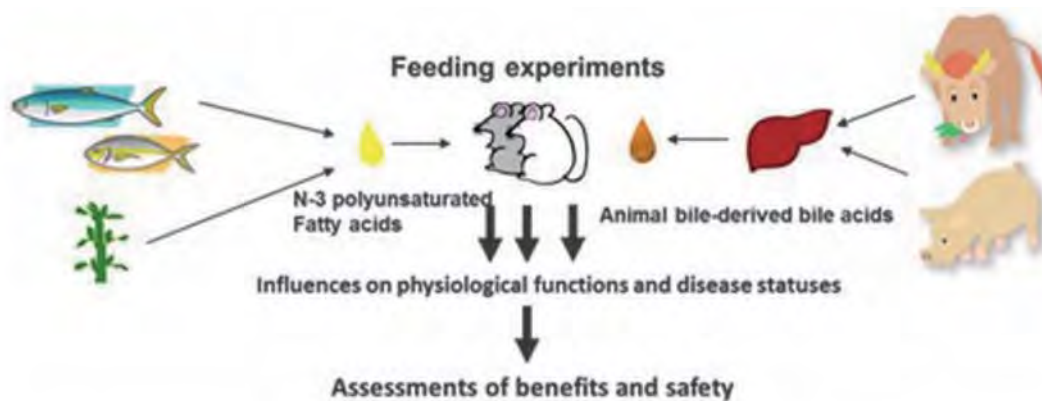 Feeding experiments
N-3 polyunsaturated
Fatty acids
Animal bile-derived bile acids
Influences on physiological functions and disease statuses
Assessments of benefits and safety